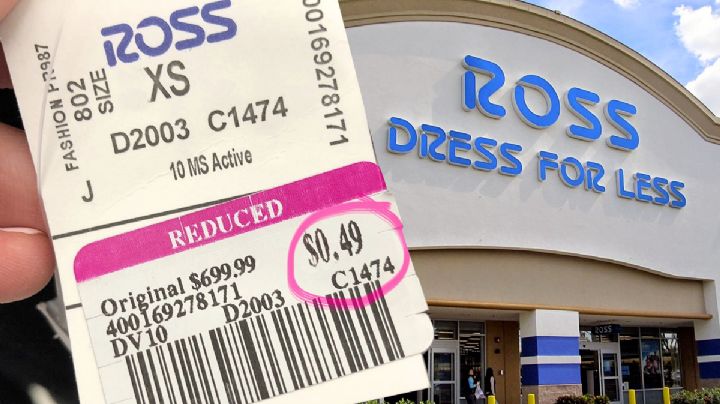 ROSS
XS
SIZE
802
FASHION
J
D2003 C1474
10 MS Active
00169278171
REDUCED
$0.49
Original $699.99
400169278171
D2003 C1474
DV10
ROSS
DRESS FOR LESS
ROSS